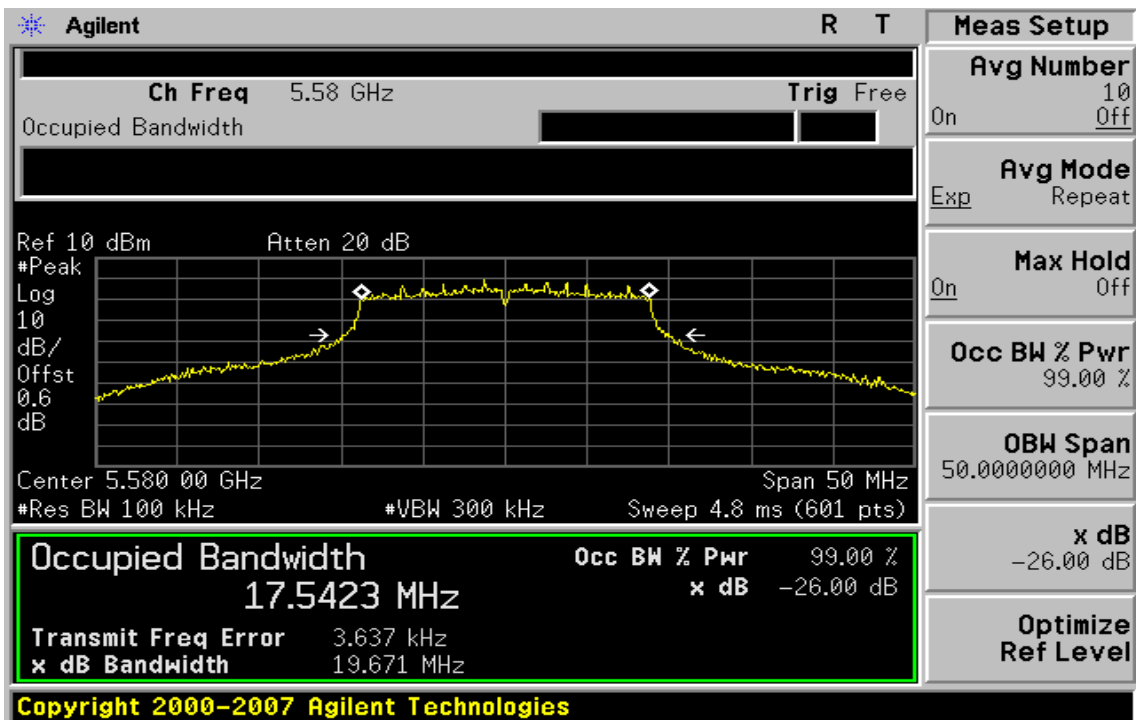 Agilent R T
Ch Freq 5.58 GHz Trig Free
Occupied Bandwidth
Ref 10 dBm Atten 20 dB
#Peak
Log
10
dB/
Offst
0.6
dB
Center 5.580 00 GHz Span 50 MHz
#Res BW 100 kHz #VBW 300 kHz Sweep 4.8 ms (601 pts)
Occupied Bandwidth Occ BW % Pwr 99.00 %
17.5423 MHz x dB -26.00 dB
Transmit Freq Error 3.637 kHz
x dB Bandwidth 19.671 MHz
Copyright 2000-2007 Agilent Technologies
Meas Setup
Avg Number
10
On Off
Avg Mode
Exp Repeat
Max Hold
On Off
Occ BW % Pwr
99.00 %
OBW Span
50.0000000 MHz
x dB
-26.00 dB
Optimize
Ref Level